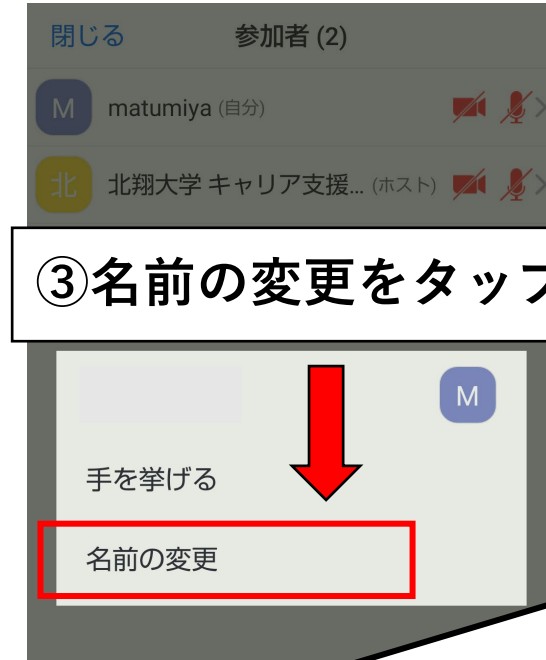 閉じる 参加者 (2)
M matumiya (自分)
北 北翔大学 キャリア支援... (ホスト)
③名前の変更をタップ
M
手を挙げる
名前の変更